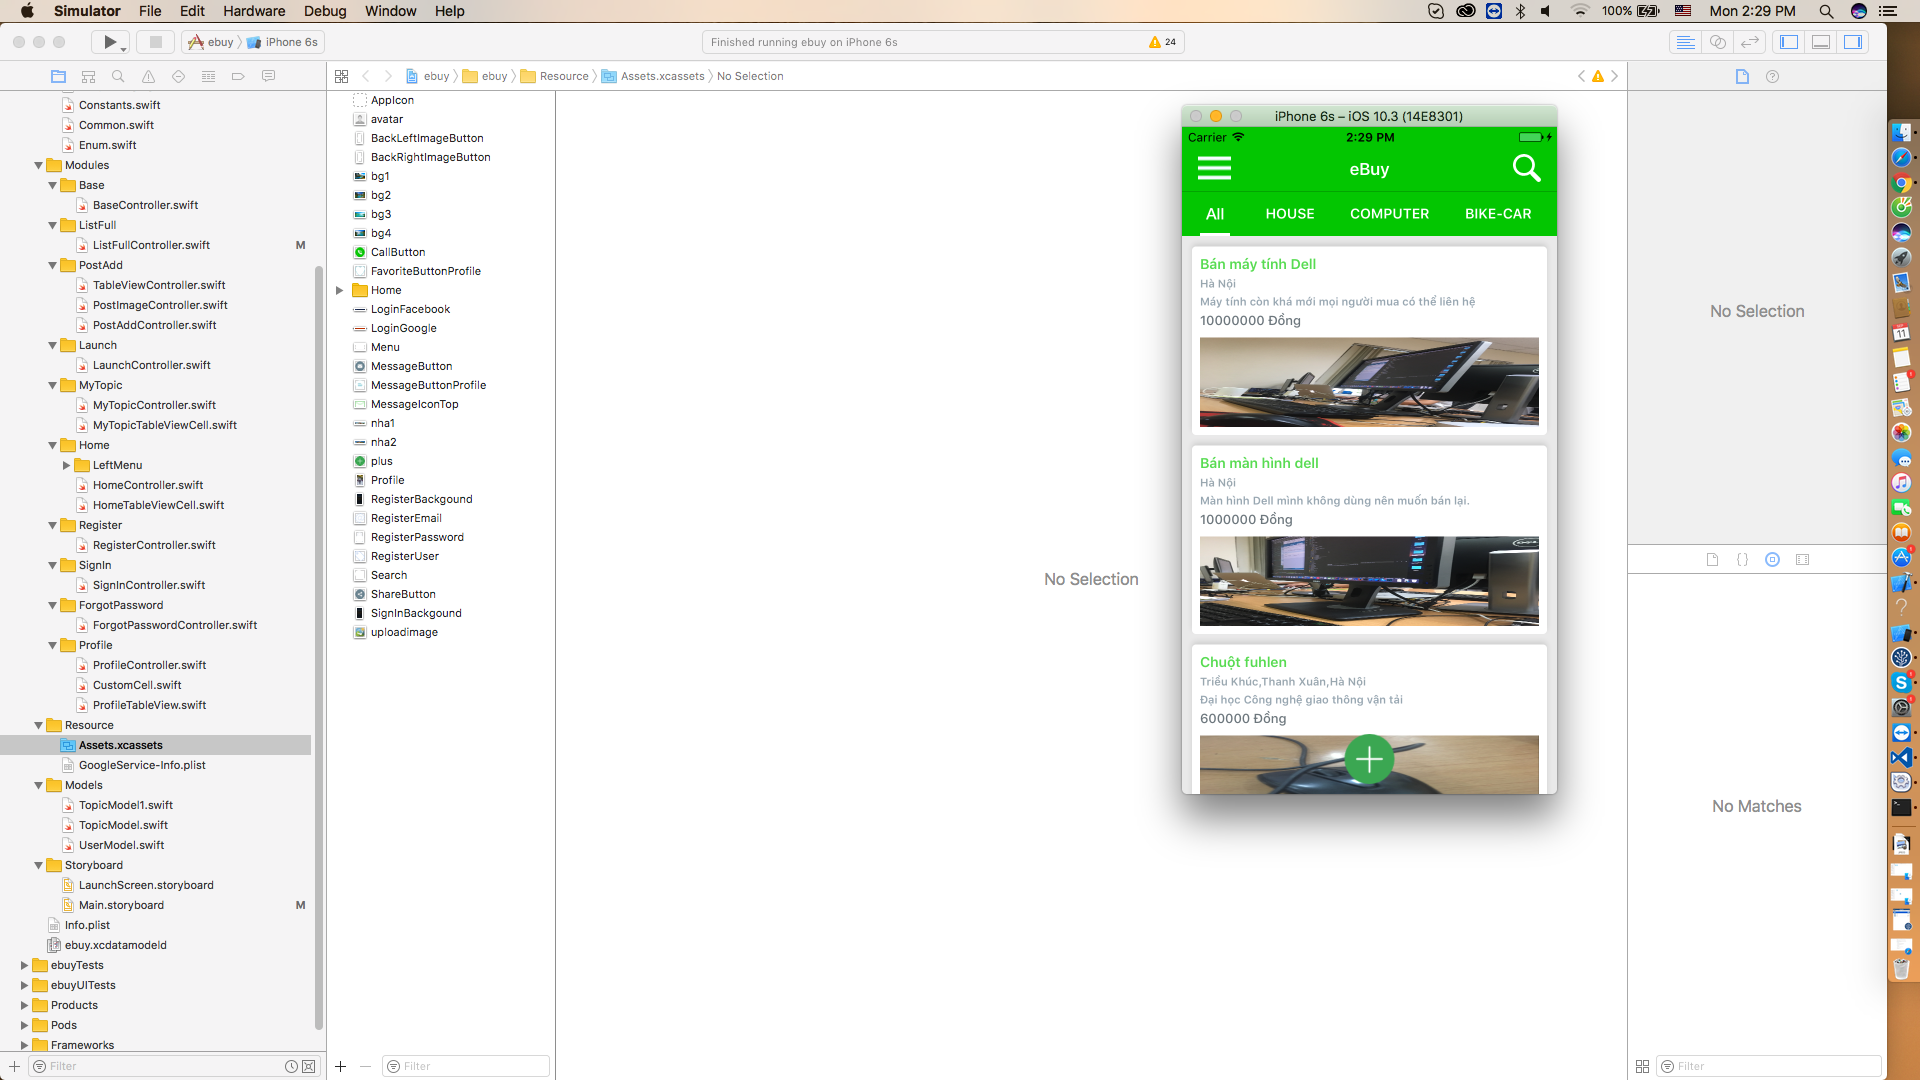 Simulator File Edit Hardware Debug Window Help
100% Mon 2:29 PM
ebuy iPhone 6s
Finished running ebuy on iPhone 6s
24
ebuy ebuy Resource Assets.xcassets No Selection
Constants.swift
Common.swift
Enum.swift
Modules
Base
BaseController.swift
ListFull
ListFullController.swift M
PostAdd
TableViewController.swift
PostImageController.swift
PostAddController.swift
Launch
LaunchController.swift
MyTopic
MyTopicController.swift
MyTopicTableViewCell.swift
Home
LeftMenu
HomeController.swift
HomeTableViewCell.swift
Register
RegisterController.swift
SignIn
SignInController.swift
ForgotPassword
ForgotPasswordController.swift
Profile
ProfileController.swift
CustomCell.swift
ProfileTableView.swift
Resource
Assets.xcassets
GoogleService-Info.plist
Models
TopicModel1.swift
TopicModel.swift
UserModel.swift
Storyboard
LaunchScreen.storyboard
Main.storyboard M
Info.plist
ebuy.xcdatamodeld
ebuyTests
ebuyUITests
Products
Pods
Frameworks
Filter
AppIcon
avatar
BackLeftImageButton
BackRightImageButton
bg1
bg2
bg3
bg4
CallButton
FavoriteButtonProfile
Home
LoginFacebook
LoginGoogle
Menu
MessageButton
MessageButtonProfile
MessageIconTop
nha1
nha2
plus
Profile
RegisterBackgound
RegisterEmail
RegisterPassword
RegisterUser
Search
ShareButton
SignInBackgound
uploadimage
Filter
No Selection
iPhone 6s – iOS 10.3 (14E8301)
Carrier 2:29 PM
eBuy
All HOUSE COMPUTER BIKE-CAR
Bán máy tính Dell
Hà Nội
Máy tính còn khá mới mọi người mua có thể liên hệ
10000000 Đồng
Bán màn hình dell
Hà Nội
Màn hình Dell mình không dùng nên muốn bán lại.
1000000 Đồng
Chuột fuhlen
Triều Khúc,Thanh Xuân,Hà Nội
Đại học Công nghệ giao thông vận tải
600000 Đồng
No Selection
No Matches
Filter
11